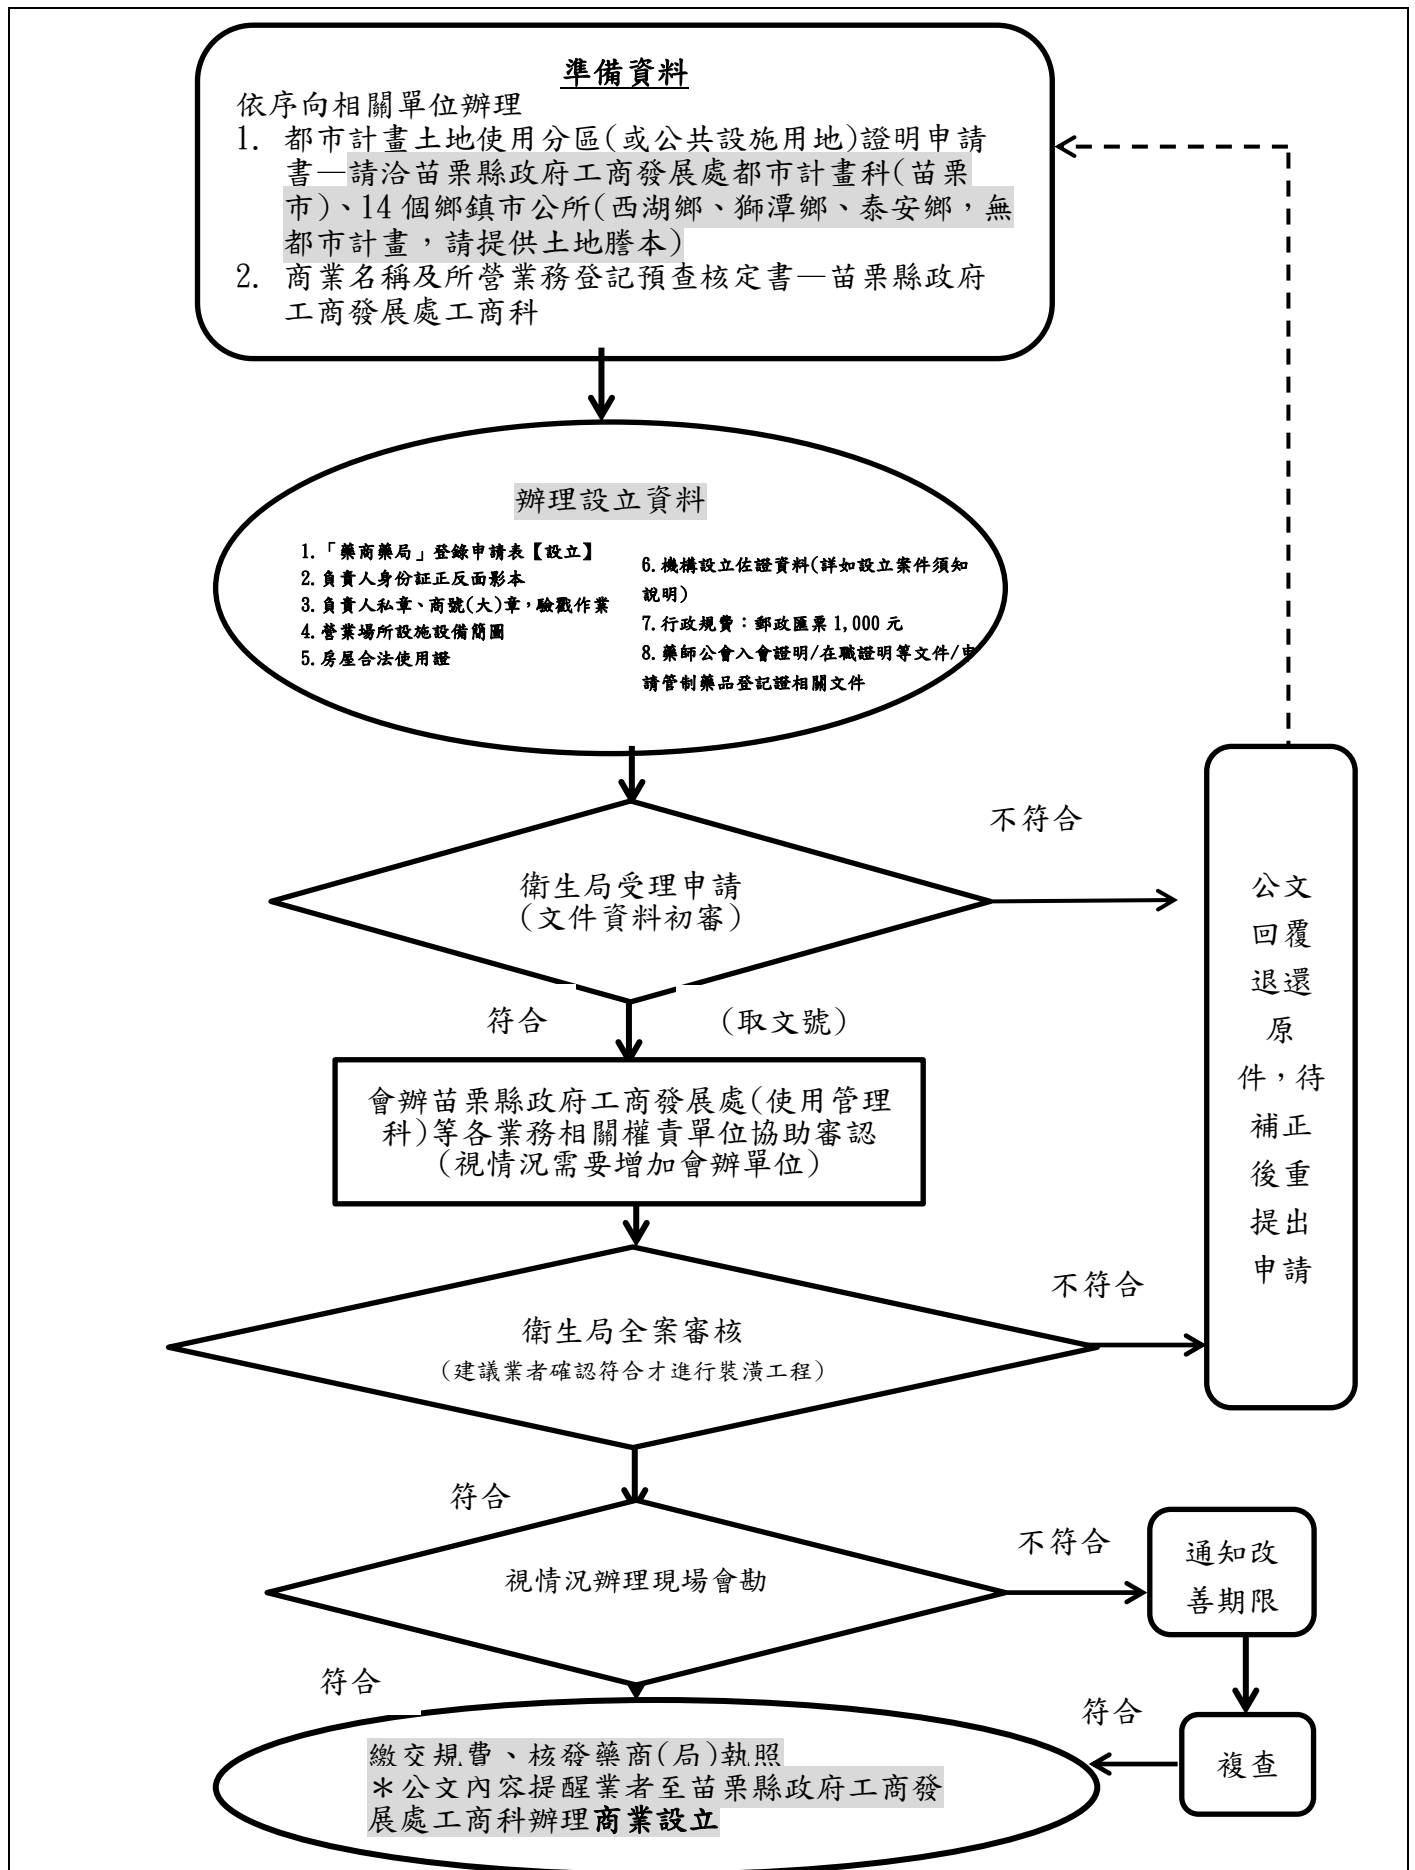 準備資料
依序向相關單位辦理
1. 都市計畫土地使用分區(或公共設施用地)證明申請
書—請洽苗栗縣政府工商發展處都市計畫科(苗栗
市)、14個鄉鎮市公所(西湖鄉、獅潭鄉、泰安鄉，無
都市計畫，請提供土地謄本)
2. 商業名稱及所營業務登記預查核定書—苗栗縣政府
工商發展處工商科
辦理設立資料
1.「藥商藥局」登錄申請表【設立】
2.負責人身份証正反面影本
3.負責人私章、商號(大)章，驗戳作業
4.營業場所設施設備簡圖
5.房屋合法使用證
6.機構設立佐證資料(詳如設立案件須知
說明)
7.行政規費：郵政匯票1,000元
8.藥師公會入會證明/在職證明等文件/申
請管制藥品登記證相關文件
不符合
衛生局受理申請
(文件資料初審)
符合
(取文號)
公文
回覆
退還
原
件，待
補正
後重
提出
申請
會辦苗栗縣政府工商發展處(使用管理
科)等各業務相關權責單位協助審認
(視情況需要增加會辦單位)
不符合
衛生局全案審核
(建議業者確認符合才進行裝潢工程)
符合
不符合
視情況辦理現場會勘
通知改
善期限
符合
符合
複查
繳交規費、核發藥商(局)執照
＊公文內容提醒業者至苗栗縣政府工商發
展處工商科辦理商業設立